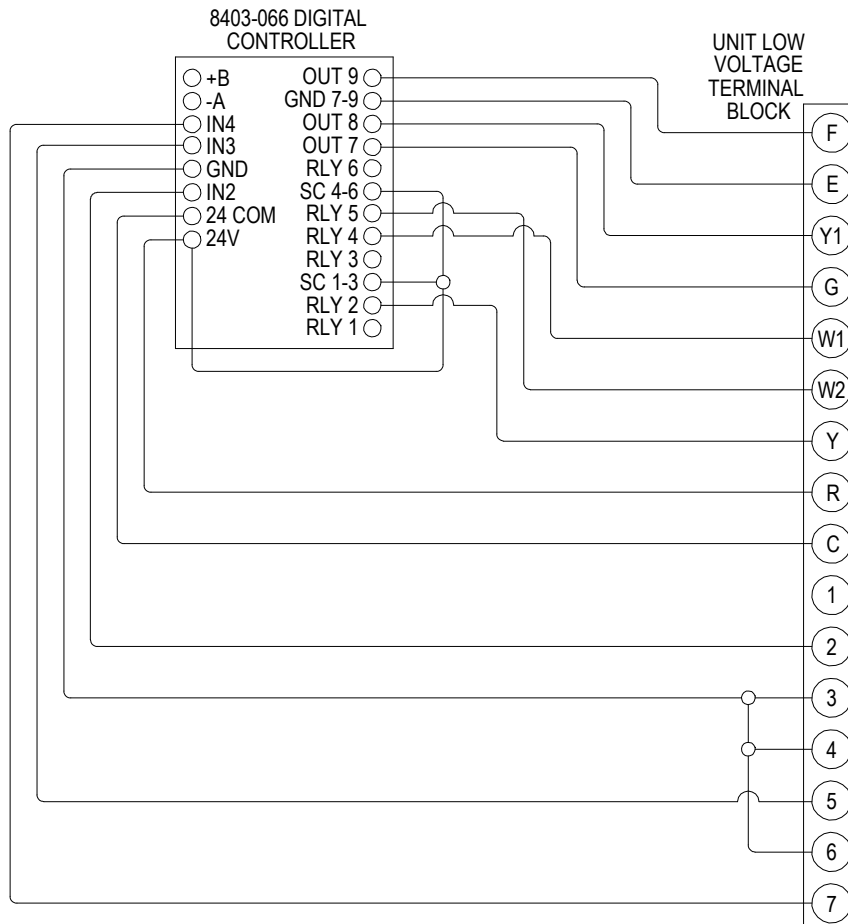 8403-066 DIGITAL
CONTROLLER
+B
-A
IN4
IN3
GND
IN2
24 COM
24V
OUT 9
GND 7-9
OUT 8
OUT 7
RLY 6
SC 4-6
RLY 5
RLY 4
RLY 3
SC 1-3
RLY 2
RLY 1
UNIT LOW
VOLTAGE
TERMINAL
BLOCK
F
E
Y1
G
W1
W2
Y
R
C
1
2
3
4
5
6
7